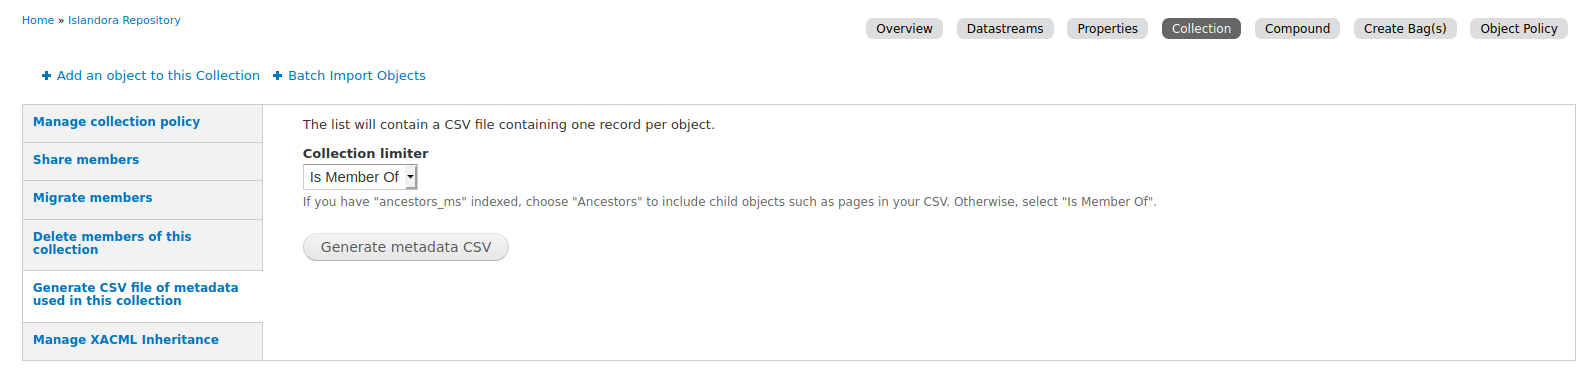 Home » Islandora Repository
Overview Datastreams Properties Collection Compound Create Bag(s) Object Policy
Add an object to this Collection Batch Import Objects
Manage collection policy
Share members
Migrate members
Delete members of this
collection
Generate CSV file of metadata
used in this collection
Manage XACML Inheritance
The list will contain a CSV file containing one record per object.
Collection limiter
Is Member Of
If you have "ancestors_ms" indexed, choose "Ancestors" to include child objects such as pages in your CSV. Otherwise, select "Is Member Of".
Generate metadata CSV